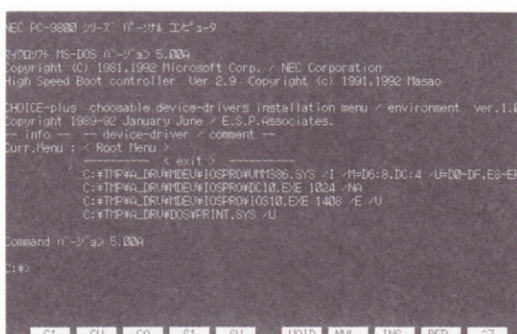 NEC PC-9800 シリーズ パーソナル コンピュータ
マイクロソフト MS-DOS バージョン 5.00A
Copyright (C) 1981,1992 Microsoft Corp. / NEC Corporation
High Speed Boot controller Ver 2.9 Copyright (c) 1991,1992 Masao
CHOICE-plus choosable device-drivers installation menu / environment ver.1.0
Copyright 1989-92 January June / E.S.P.Associates.
-- info -- -- device-driver / comment --
Curr.Menu : < Root Menu >
---------- < exit > ----------
C:¥TMP¥A_DRV¥MDEV¥IOSPRO¥VMM386.SYS /I /M=D6:8,DC:4 /U=D0-DF,E8-EF
C:¥TMP¥A_DRV¥MDEV¥IOSPRO¥DC10.EXE 1024 /NA
C:¥TMP¥A_DRV¥MDEV¥IOSPRO¥IOS10.EXE 1408 /E /V
C:¥TMP¥A_DRV¥DOS¥PRINT.SYS /U
Command バージョン 5.00A
C:¥>
C1 CU CA S1 SU VOID NWL INS REP ^Z